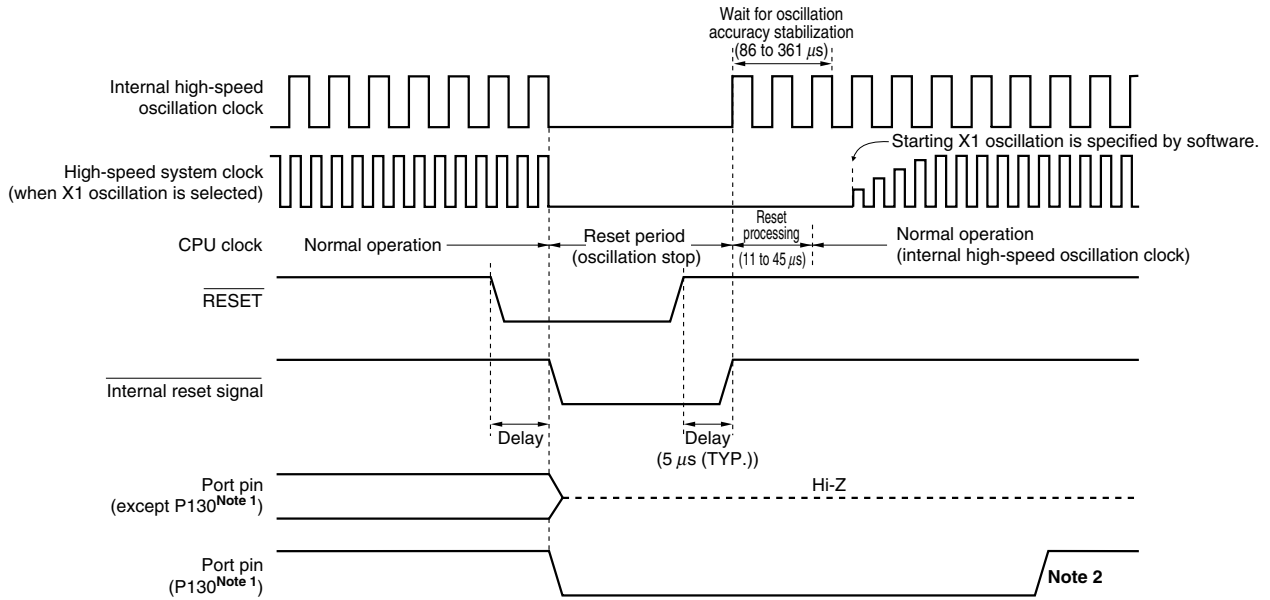 Wait for oscillation
accuracy stabilization
(86 to 361 μs)
Internal high-speed
oscillation clock
Starting X1 oscillation is specified by software.
High-speed system clock
(when X1 oscillation is selected)
CPU clock
Normal operation
Reset period
(oscillation stop)
Reset
processing
(11 to 45 μs)
Normal operation
(internal high-speed oscillation clock)
RESET
Internal reset signal
Delay
Delay
(5 μs (TYP.))
Port pin
(except P130Note 1)
Hi-Z
Port pin
(P130Note 1)
Note 2